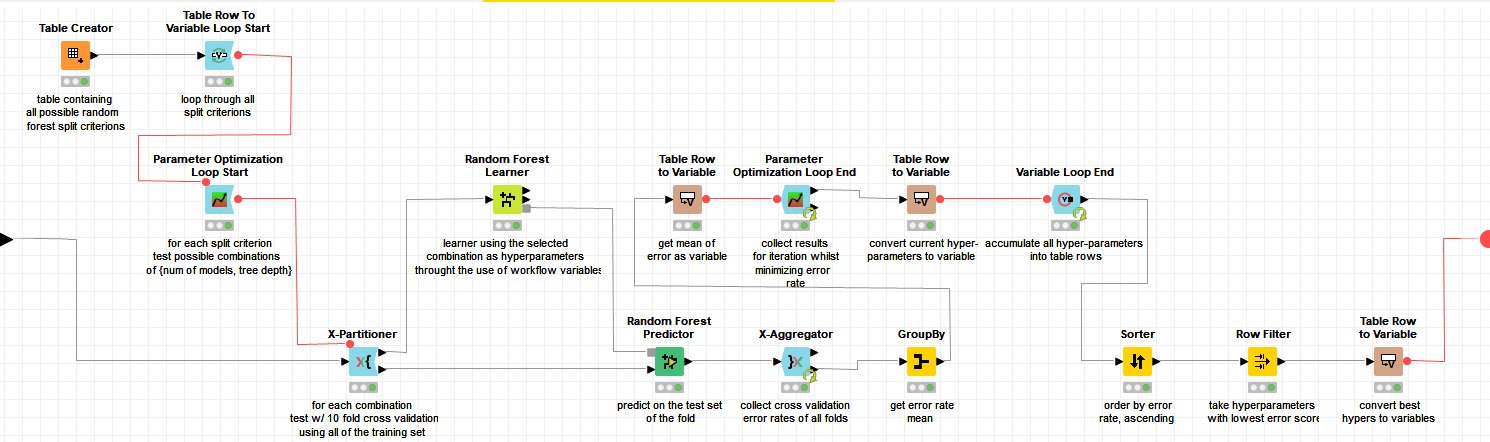 Table Creator
table containing
all possible random
forest split criterions
Table Row To
Variable Loop Start
loop through all
split criterions
Parameter Optimization
Loop Start
for each split criterion
test possible combinations
of {num of models, tree depth}
Random Forest
Learner
learner using the selected
combination as hyperparameters
throught the use of workflow variables
Table Row
to Variable
get mean of
error as variable
Parameter
Optimization Loop End
collect results
for iteration whilst
minimizing error
rate
Table Row
to Variable
convert current hyper-
parameters to variable
Variable Loop End
accumulate all hyper-parameters
into table rows
X-Partitioner
for each combination
test w/ 10 fold cross validation
using all of the training set
Random Forest
Predictor
predict on the test set
of the fold
X-Aggregator
collect cross validation
error rates of all folds
GroupBy
get error rate
mean
Sorter
order by error
rate, ascending
Row Filter
take hyperparameters
with lowest error score
Table Row
to Variable
convert best
hypers to variables